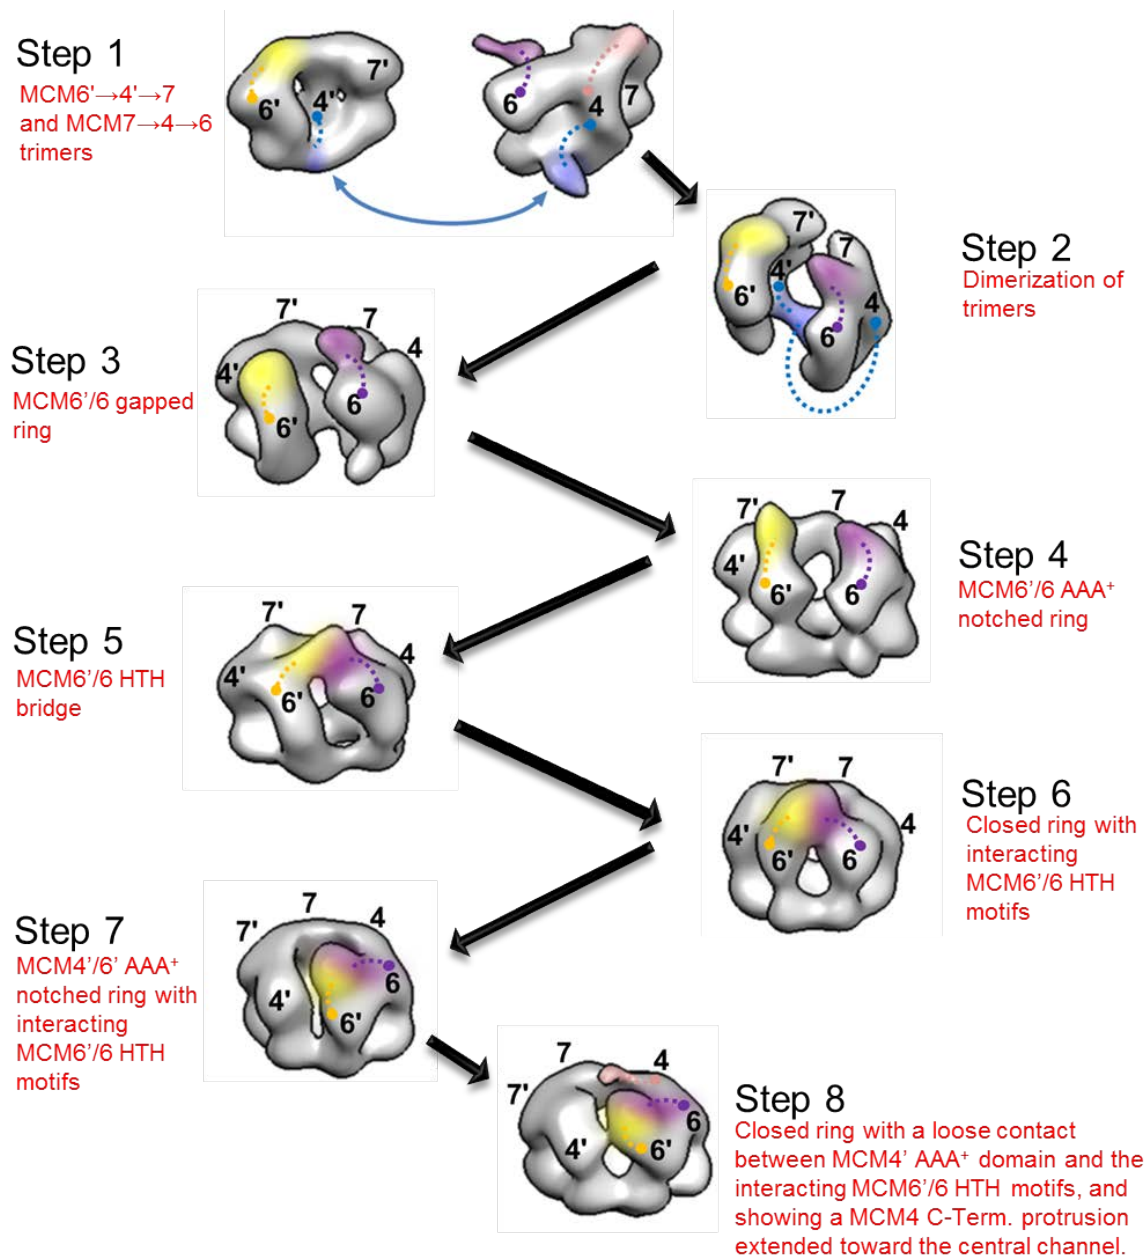 Step 1
MCM6'→4'→7
and MCM7→4→6
trimers
6'
4'
7'
6
4
7
Step 2
Dimerization of
trimers
7'
7
4'
6'
6
4
Step 3
MCM6’/6 gapped
ring
7'
7
4
4'
6'
6
Step 4
MCM6’/6 AAA⁺
notched ring
7'
7
4
4'
6'
6
Step 5
MCM6’/6 HTH
bridge
7'
7
4
4'
6'
6
Step 6
Closed ring with
interacting
MCM6’/6 HTH
motifs
7'
7
4'
4
6'
6
Step 7
MCM4’/6’ AAA⁺
notched ring with
interacting
MCM6’/6 HTH
motifs
7
4
7'
6
4'
6'
Step 8
Closed ring with a loose contact
between MCM4’ AAA⁺ domain and the
interacting MCM6’/6 HTH motifs, and
showing a MCM4 C-Term. protrusion
extended toward the central channel.
7
4
7'
6
4'
6'